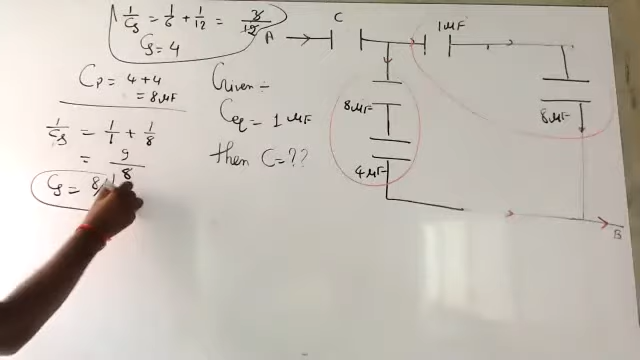 1/Cs = 1/6 + 1/12 = 3/12
Cs = 4
Cp = 4+4
= 8μF
1/Cs = 1/1 + 1/8
= 9/8
Cs = 8/
Given :-
Ceq = 1 μF
then C = ??
A
C
1μF
8μF
8μF
4μF
B